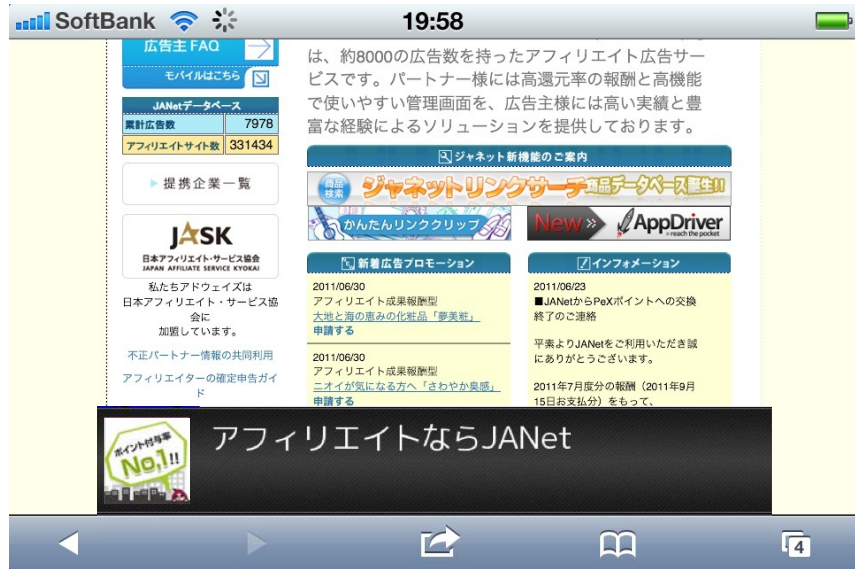 SoftBank
19:58
広告主 FAQ
モバイルはこちら
JANetデータベース
累計広告数 7978
アフィリエイトサイト数 331434
提携企業一覧
JASK
日本アフィリエイト・サービス協会
JAPAN AFFILIATE SERVICE KYOKAI
私たちアドウェイズは
日本アフィリエイト・サービス協
会に
加盟しています。
不正パートナー情報の共同利用
アフィリエイターの確定申告ガイ
ド
は、約8000の広告数を持ったアフィリエイト広告サー
ビスです。パートナー様には高還元率の報酬と高機能
で使いやすい管理画面を、広告主様には高い実績と豊
富な経験によるソリューションを提供しております。
ジャネット新機能のご案内
商品
検索
ジャネットリンクサーチ商品データベース誕生!!
かんたんリンククリップ
New » AppDriver
reach the pocket
新着広告プロモーション
2011/06/30
アフィリエイト成果報酬型
大地と海の恵みの化粧品「夢美粧」
申請する
2011/06/30
アフィリエイト成果報酬型
ニオイが気になる方へ「さわやか臭感」
申請する
インフォメーション
2011/06/23
■JANetからPeXポイントへの交換
終了のご連絡
平素よりJANetをご利用いただき誠
にありがとうございます。
2011年7月度分の報酬（2011年9月
15日お支払分）をもって、
ポイント付与率
No,1!!
アフィリエイトならJANet
4